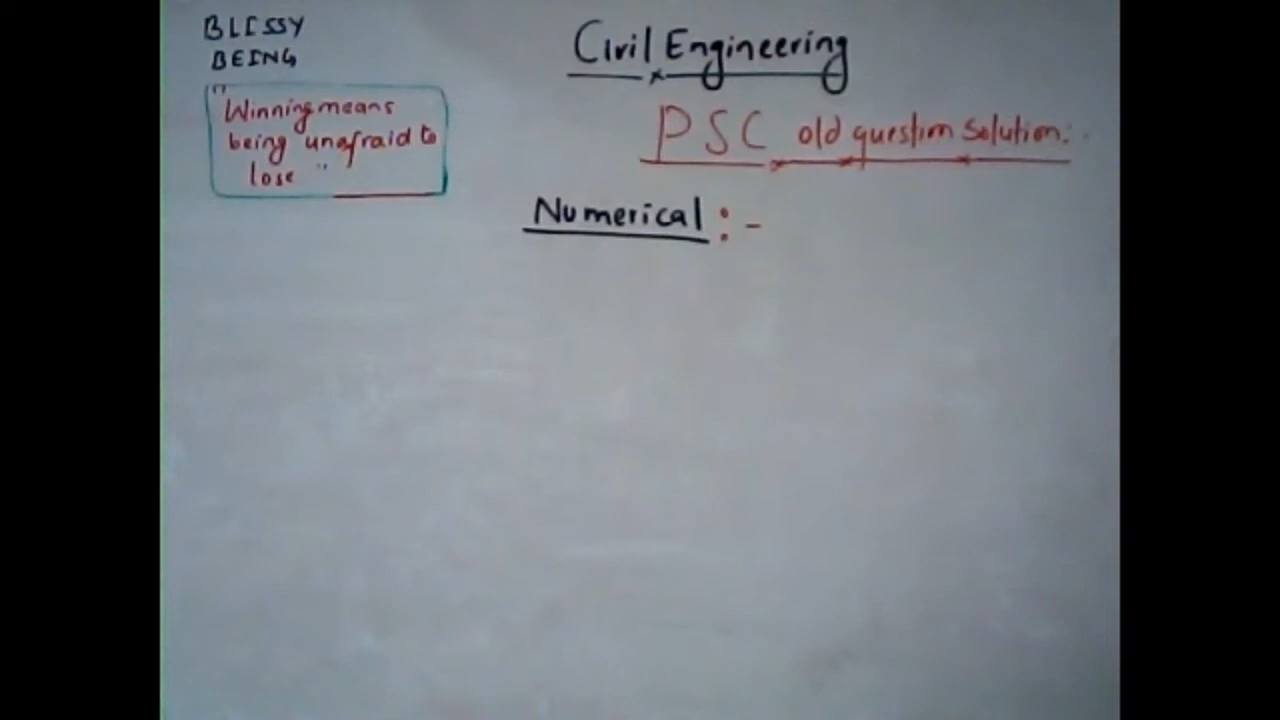 BLESSY
BEING
"Winning means
being unafraid to
lose"
Civil Engineering
PSC old question Solution:
Numerical :-